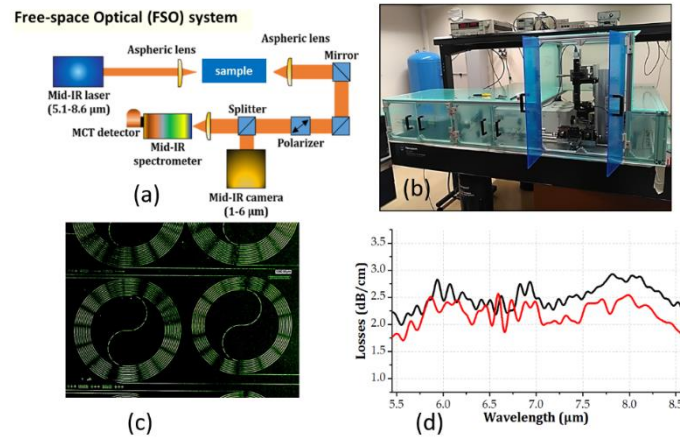 Free-space Optical (FSO) system
Aspheric lens
Aspheric lens
Mirror
sample
Mid-IR laser
(5.1-8.6 μm)
Splitter
MCT detector
Mid-IR
spectrometer
Polarizer
Mid-IR camera
(1-6 μm)
(a)
(b)
(c)
3.5
3.0
2.5
2.0
1.5
1.0
Losses (dB/cm)
5.5
6.0
6.5
7.0
7.5
8.0
8.5
Wavelength (μm)
(d)